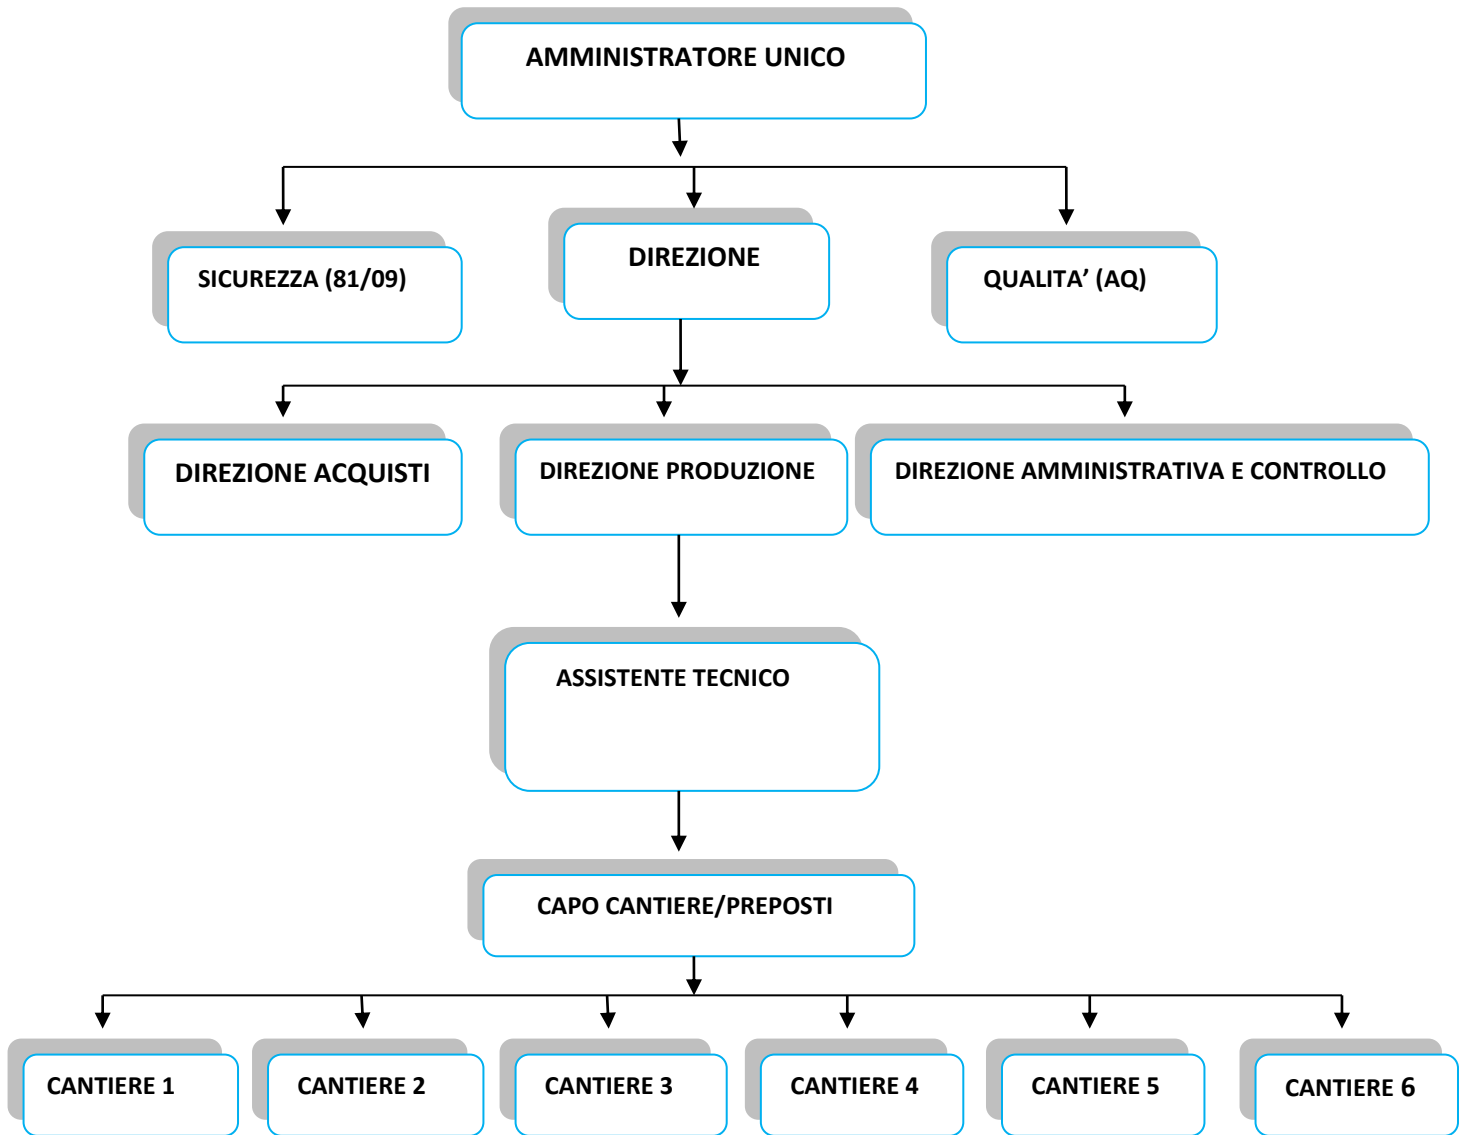 AMMINISTRATORE UNICO
SICUREZZA (81/09)
DIREZIONE
QUALITA’ (AQ)
DIREZIONE ACQUISTI
DIREZIONE PRODUZIONE
DIREZIONE AMMINISTRATIVA E CONTROLLO
ASSISTENTE TECNICO
CAPO CANTIERE/PREPOSTI
CANTIERE 1
CANTIERE 2
CANTIERE 3
CANTIERE 4
CANTIERE 5
CANTIERE 6